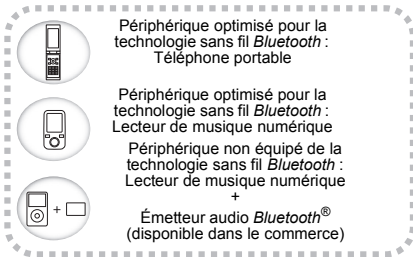 Périphérique optimisé pour la
technologie sans fil Bluetooth :
Téléphone portable
Périphérique optimisé pour la
technologie sans fil Bluetooth :
Lecteur de musique numérique
Périphérique non équipé de la
technologie sans fil Bluetooth :
Lecteur de musique numérique
+
Émetteur audio Bluetooth®
(disponible dans le commerce)
+